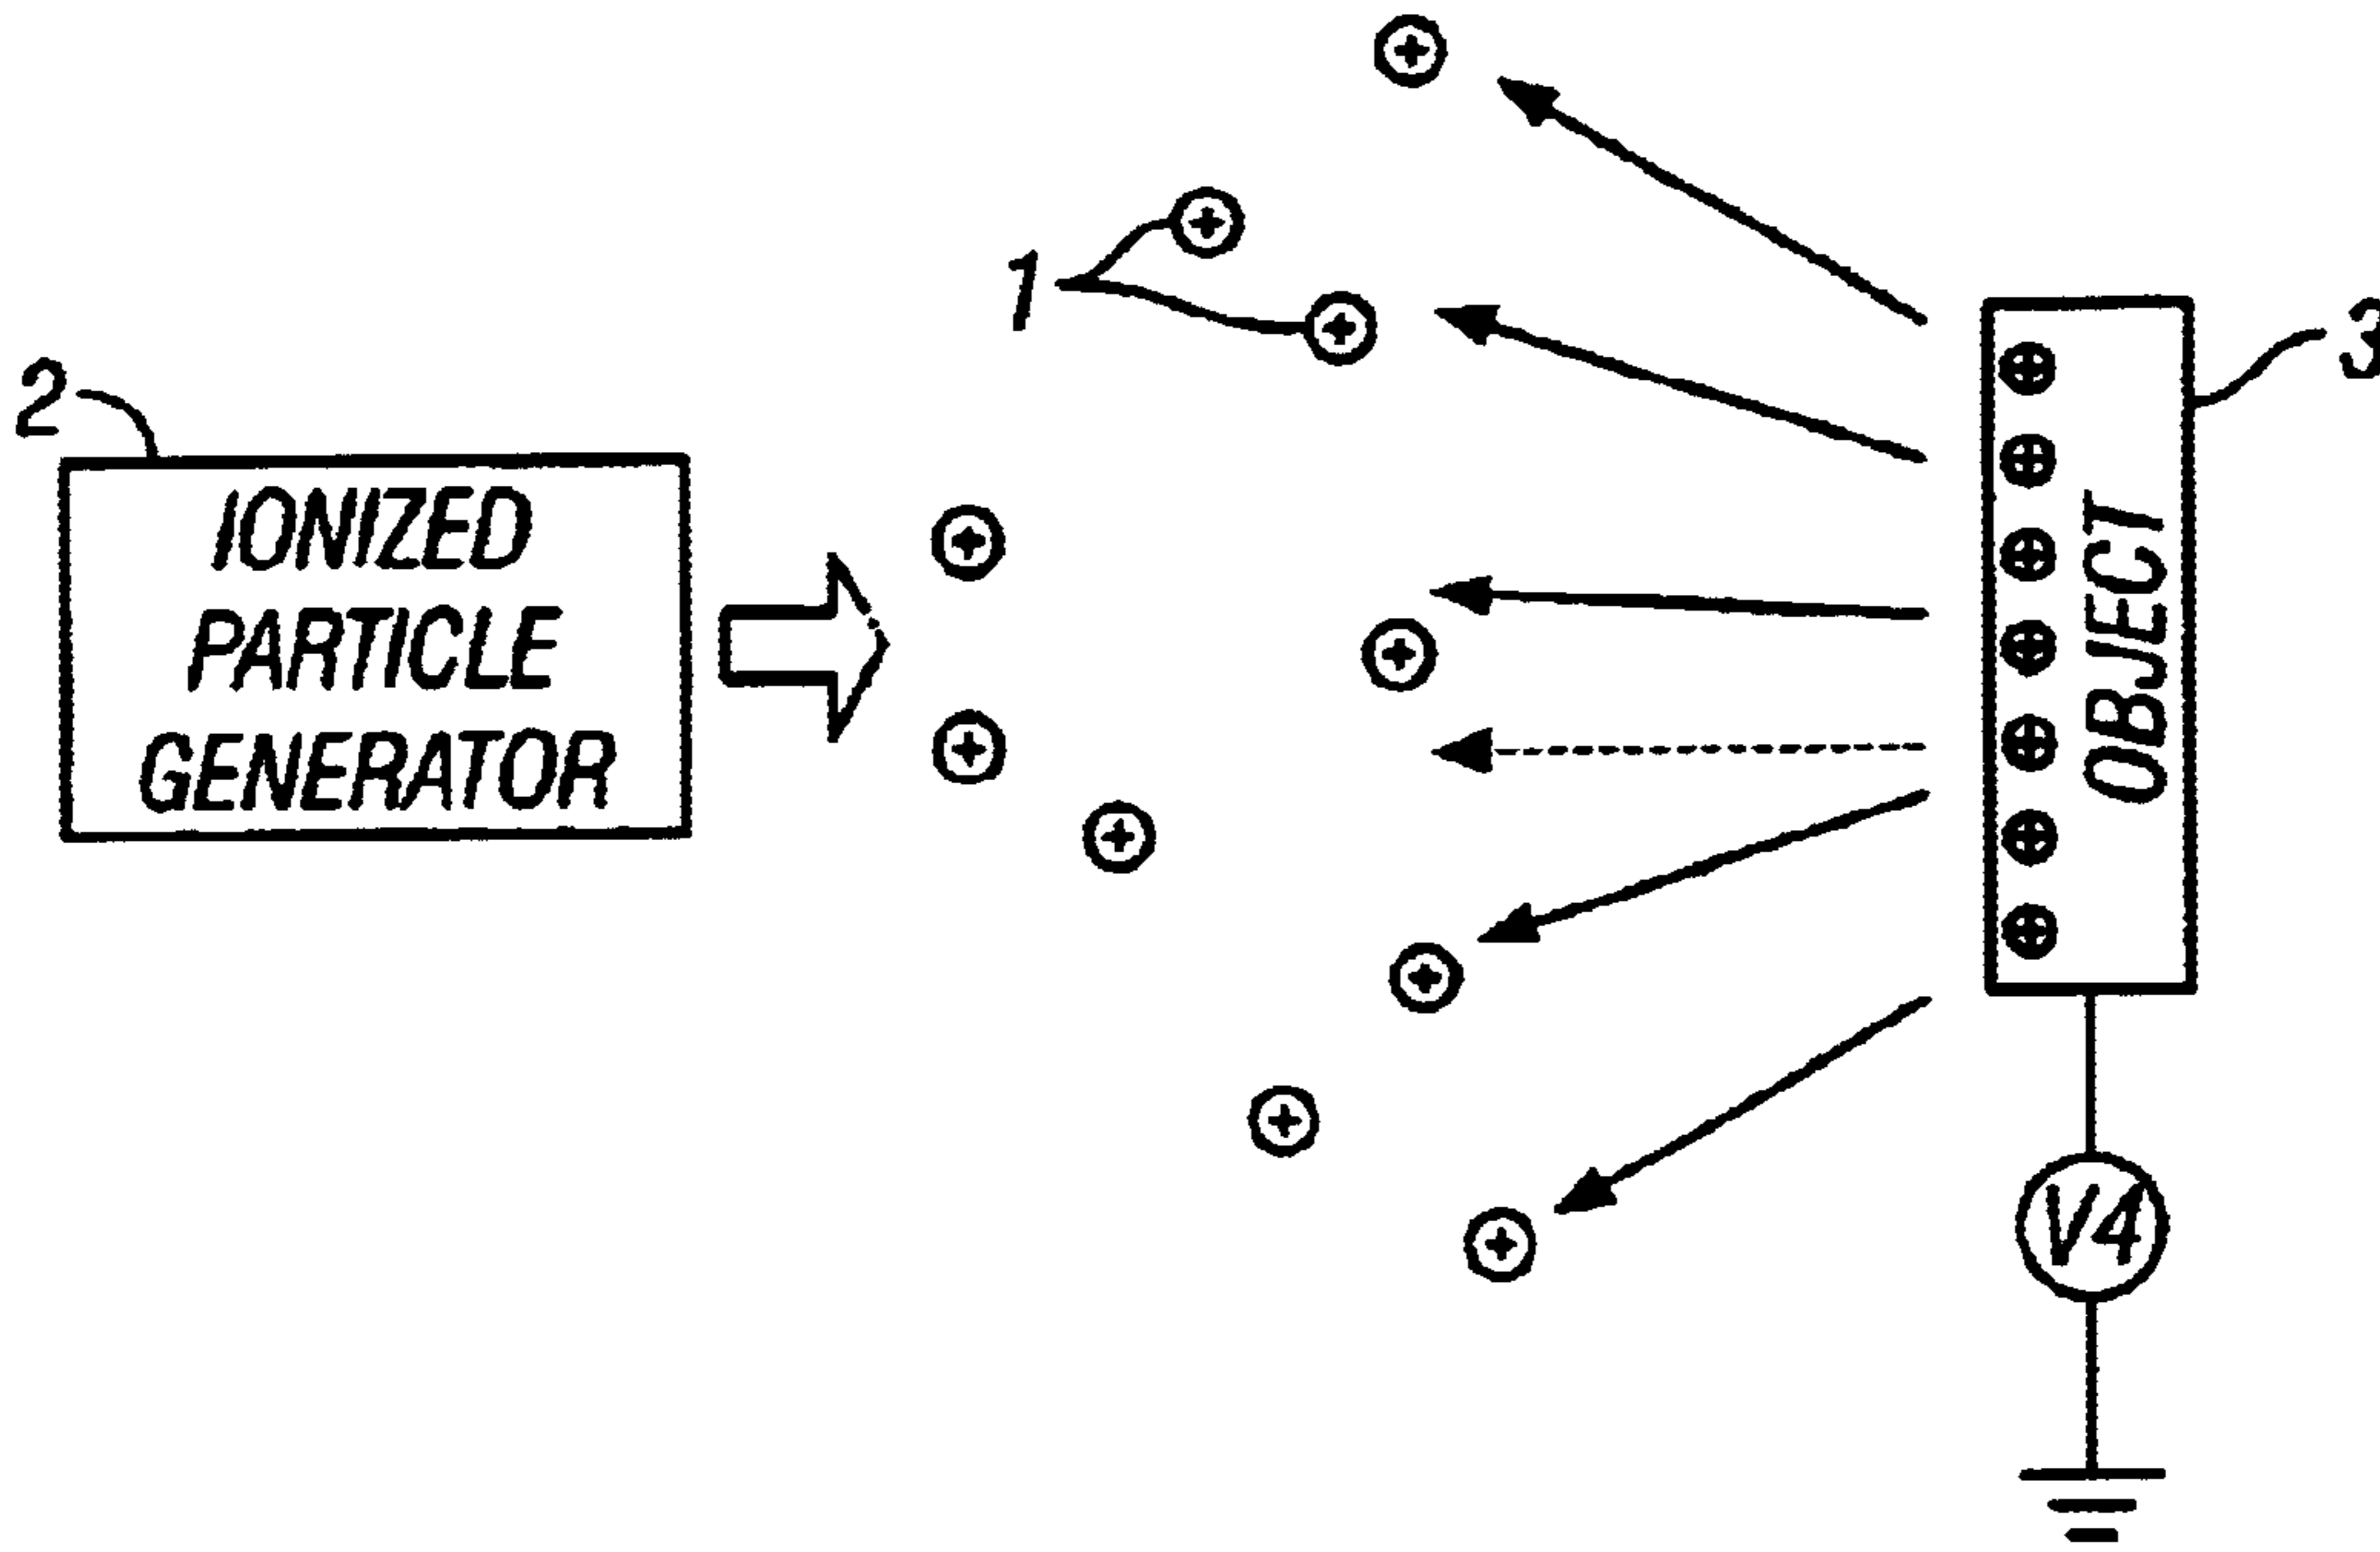 1
2
IONIZED
PARTICLE
GENERATOR
3
OBJECT
V4